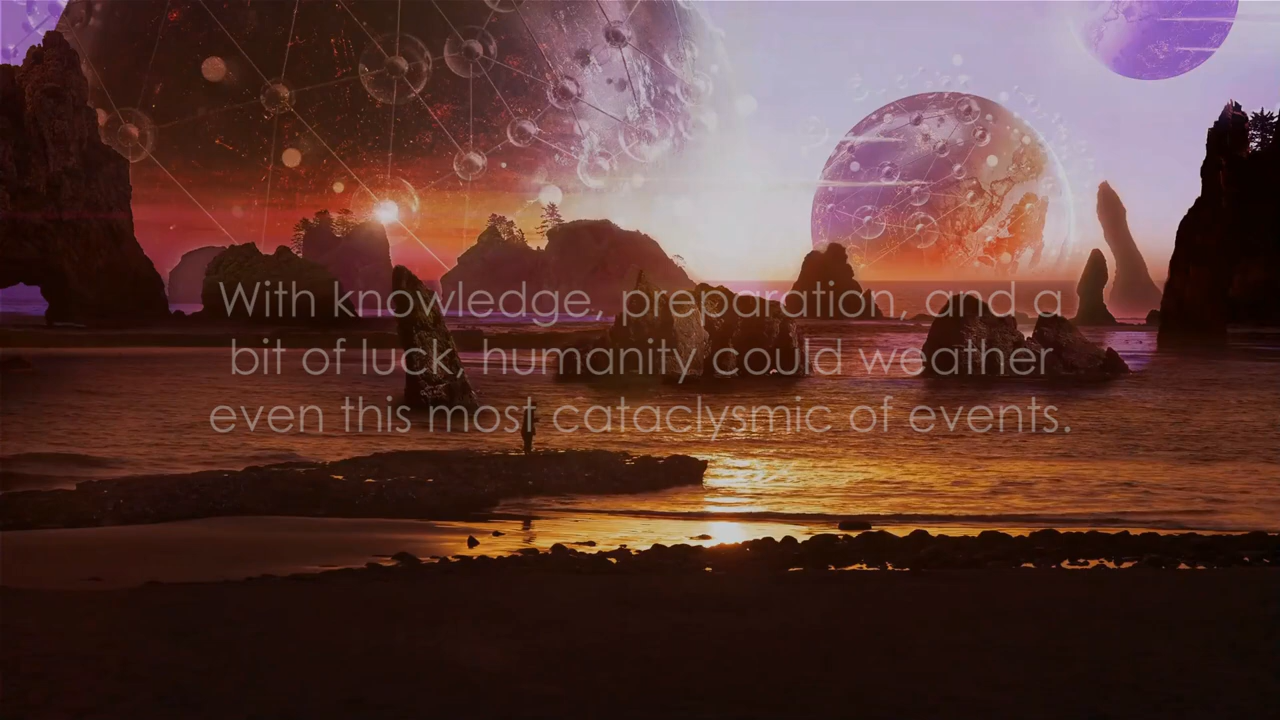 With knowledge, preparation, and a
bit of luck, humanity could weather
even this most cataclysmic of events.